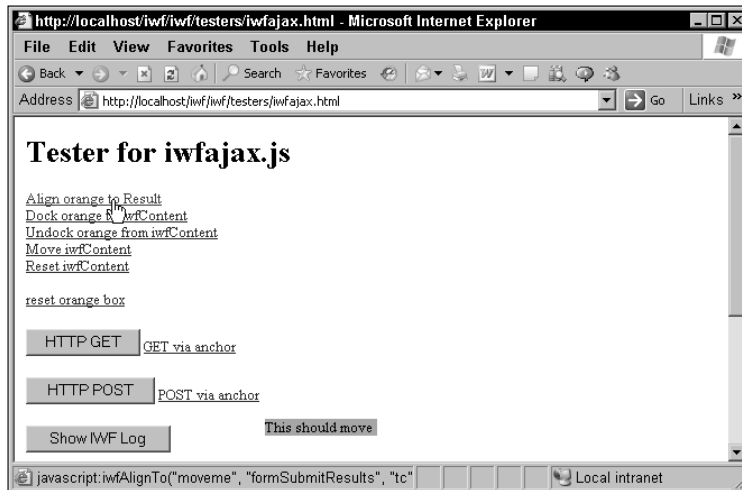 http://localhost/iwf/iwf/testers/iwfajax.html - Microsoft Internet Explorer
File Edit View Favorites Tools Help
Back Search Favorites
Address http://localhost/iwf/iwf/testers/iwfajax.html Go Links »
Tester for iwfajax.js
Align orange to Result
Dock orange iwfContent
Undock orange from iwfContent
Move iwfContent
Reset iwfContent
reset orange box
HTTP GET GET via anchor
HTTP POST POST via anchor
This should move
Show IWF Log
javascript:iwfAlignTo("moveme", "formSubmitResults", "tc" Local intranet